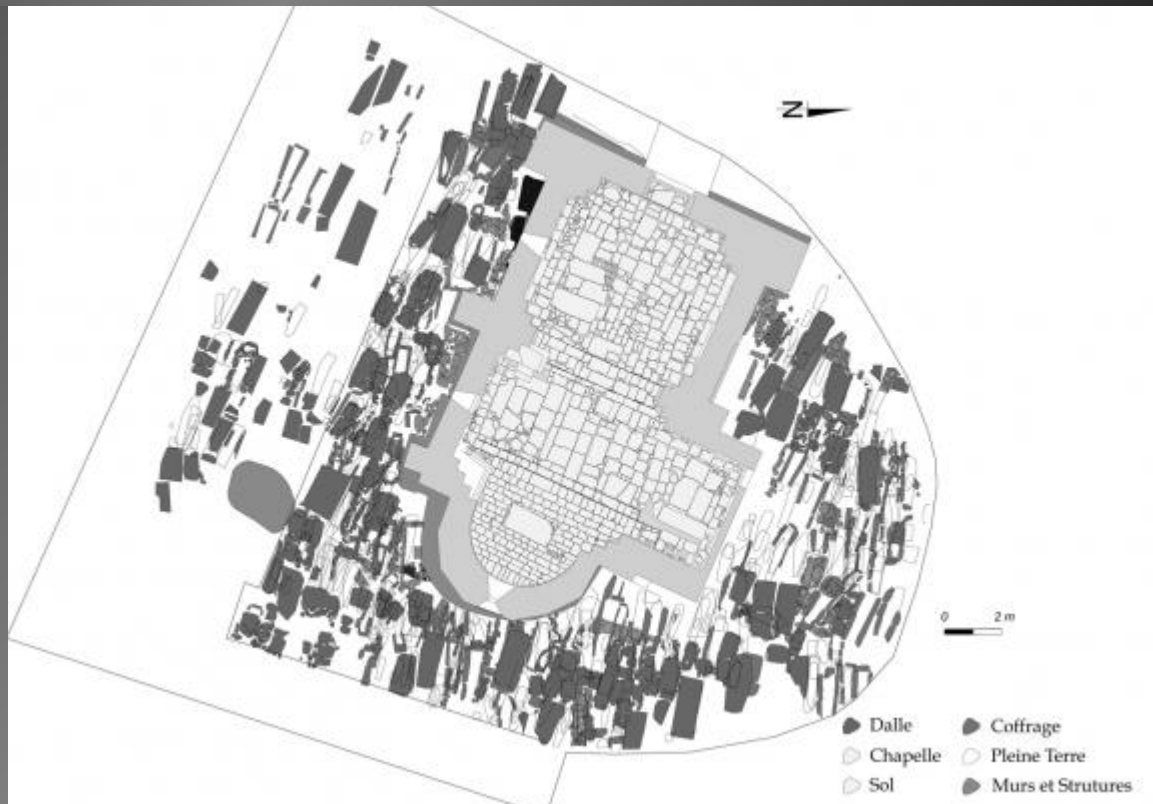 N
0 2 m
Dalle
Coffrage
Chapelle
Pleine Terre
Sol
Murs et Strutures